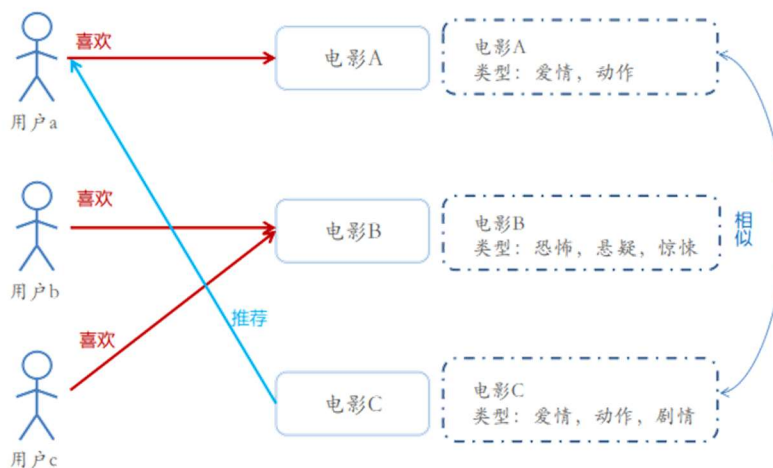 喜欢
电影A
电影A
类型：爱情，动作
用户a
喜欢
电影B
电影B
类型：恐怖，悬疑，惊悚
相似
用户b
推荐
喜欢
电影C
电影C
类型：爱情，动作，剧情
用户c